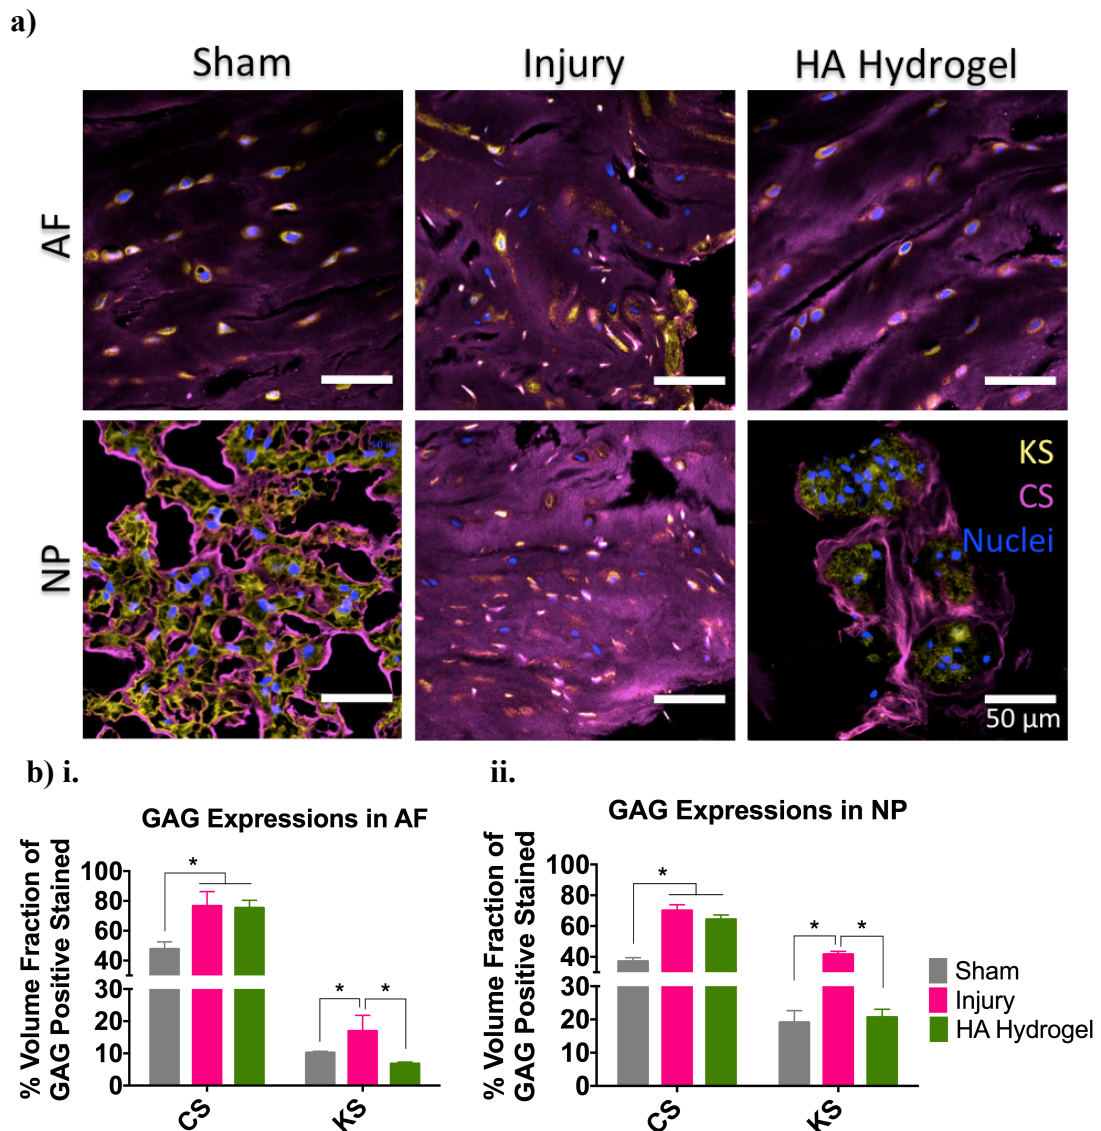 a)
Sham Injury HA Hydrogel
AF
NP
KS
CS
Nuclei
50 µm
50 µm
b) i.
GAG Expressions in AF
% Volume Fraction of
GAG Positive Stained
100
80
60
40
30
20
10
0
*
* *
CS KS
ii.
GAG Expressions in NP
% Volume Fraction of
GAG Positive Stained
100
80
60
40
30
20
10
0
*
* *
CS KS
Sham
Injury
HA Hydrogel